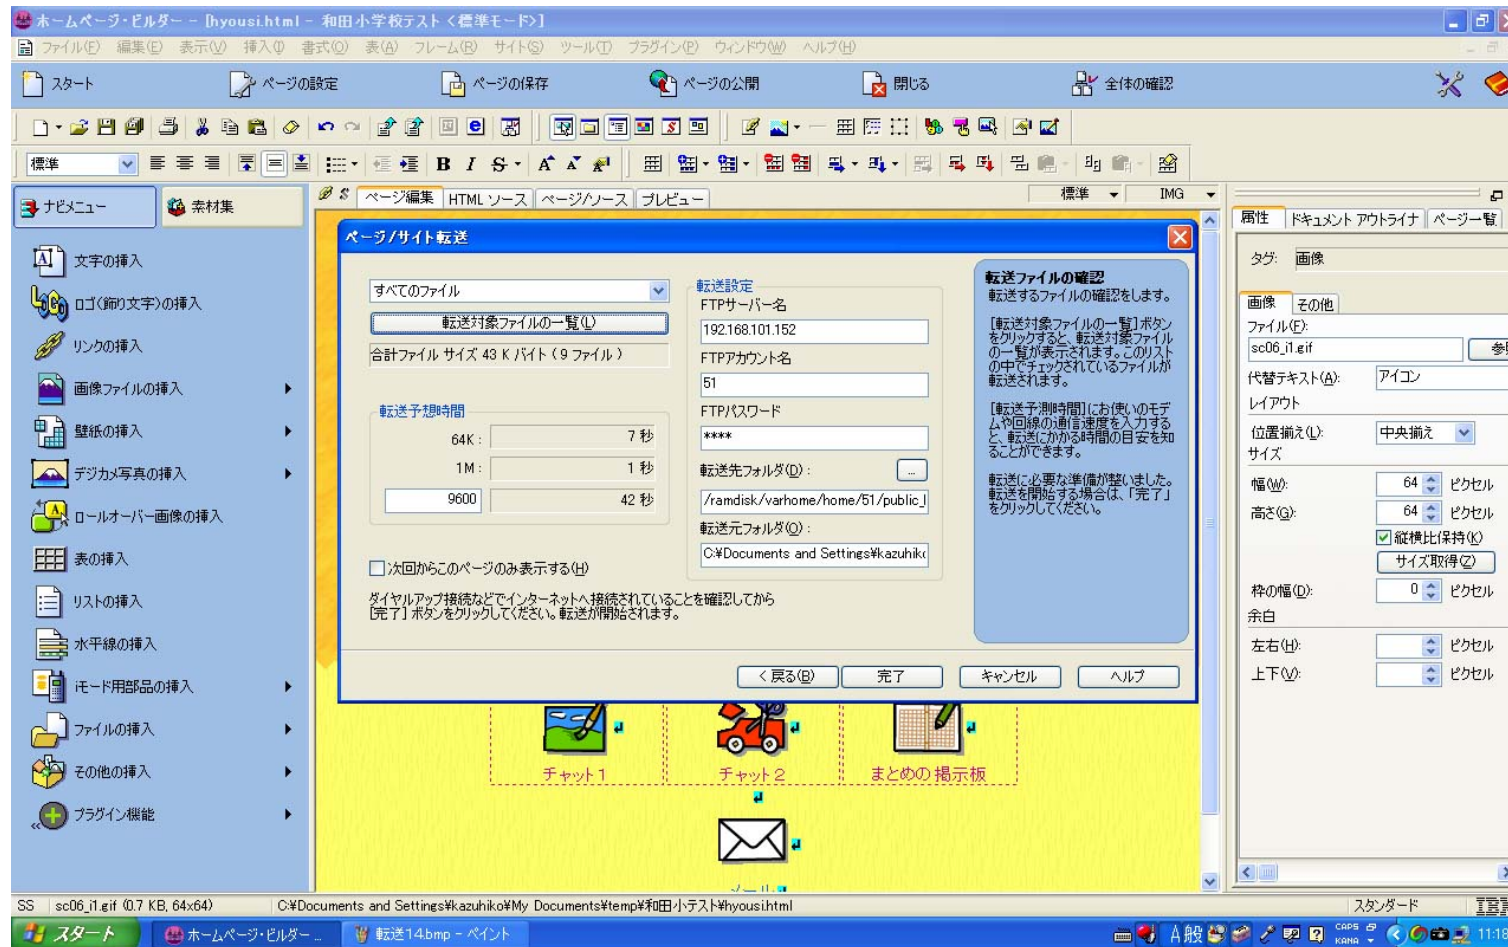 ホームページ・ビルダー - [hyousi.html - 和田小学校テスト <標準モード>]
ファイル(F) 編集(E) 表示(V) 挿入(I) 書式(O) 表(A) フレーム(R) サイト(S) ツール(T) プラグイン(P) ウィンドウ(W) ヘルプ(H)
スタート ページの設定 ページの保存 ページの公開 閉じる 全体の確認
標準
ページ編集 HTML ソース ページ/ソース プレビュー 標準 IMG
ナビメニュー 素材集
文字の挿入
ロゴ(飾り文字)の挿入
リンクの挿入
画像ファイルの挿入
壁紙の挿入
デジカメ写真の挿入
ロールオーバー画像の挿入
表の挿入
リストの挿入
水平線の挿入
iモード用部品の挿入
ファイルの挿入
その他の挿入
プラグイン機能
ページ/サイト転送
すべてのファイル
転送対象ファイルの一覧(L)
合計ファイル サイズ 43 K バイト ( 9 ファイル )
転送予想時間
64K : 7 秒
1M : 1 秒
9600 42 秒
次回からこのページのみ表示する(H)
ダイヤルアップ接続などでインターネットへ接続されていることを確認してから
[完了] ボタンをクリックしてください。転送が開始されます。
転送設定
FTPサーバー名
192.168.101.152
FTPアカウント名
51
FTPパスワード
****
転送先フォルダ(D) : ...
/ramdisk/varhome/home/51/public_
転送元フォルダ(O) :
C:¥Documents and Settings¥kazuhik
転送ファイルの確認
転送するファイルの確認をします。
[転送対象ファイルの一覧]ボタン
をクリックすると、転送対象ファイル
の一覧が表示されます。このリスト
の中でチェックされているファイルが
転送されます。
[転送予測時間]にお使いのモデ
ムや回線の通信速度を入力する
と、転送にかかる時間の目安を知
ることができます。
転送に必要な準備が整いました。
転送を開始する場合は、「完了」
をクリックしてください。
< 戻る(B) 完了 キャンセル ヘルプ
チャット1 チャット2 まとめの 掲示板
属性 ドキュメント アウトライナ ページ一覧
タグ: 画像
画像 その他
ファイル(F):
sc06_i1.gif
代替テキスト(A): アイコン
レイアウト
位置揃え(L): 中央揃え
サイズ
幅(W): 64 ピクセル
高さ(G): 64 ピクセル
縦横比保持(K)
サイズ取得(Z)
枠の幅(D): 0 ピクセル
余白
左右(H): ピクセル
上下(V): ピクセル
SS sc06_i1.gif (0.7 KB, 64x64) C:¥Documents and Settings¥kazuhiko¥My Documents¥temp¥和田小テスト¥hyousi.html スタンダード IBM
スタート ホームページ・ビルダー ... 転送14.bmp - ペイント A般 CAPS KANA 11:18